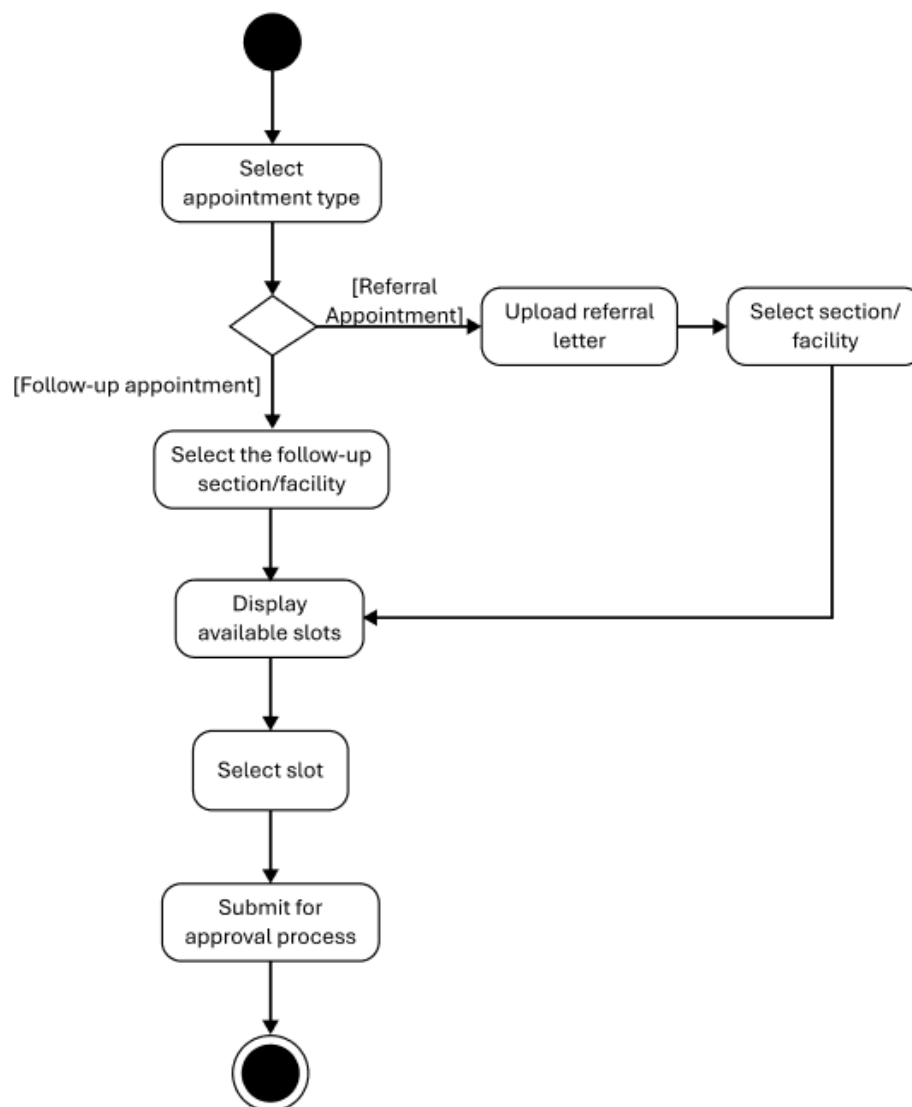 Select
appointment type
[Referral
Appointment]
Upload referral
letter
Select section/
facility
[Follow-up appointment]
Select the follow-up
section/facility
Display
available slots
Select slot
Submit for
approval process